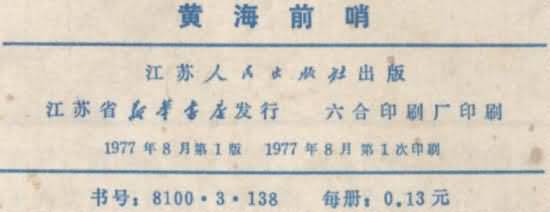 黄海前哨
江苏人民出版社出版
江苏省新华书店发行 六合印刷厂印刷
1977年8月第1版 1977年8月第1次印刷
书号：8100·3·138 每册：0.13元